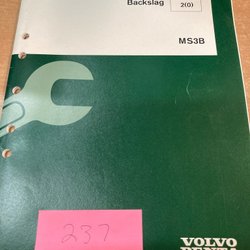 Backslag
2(0)
MS3B
237
VOLVO
PENTA